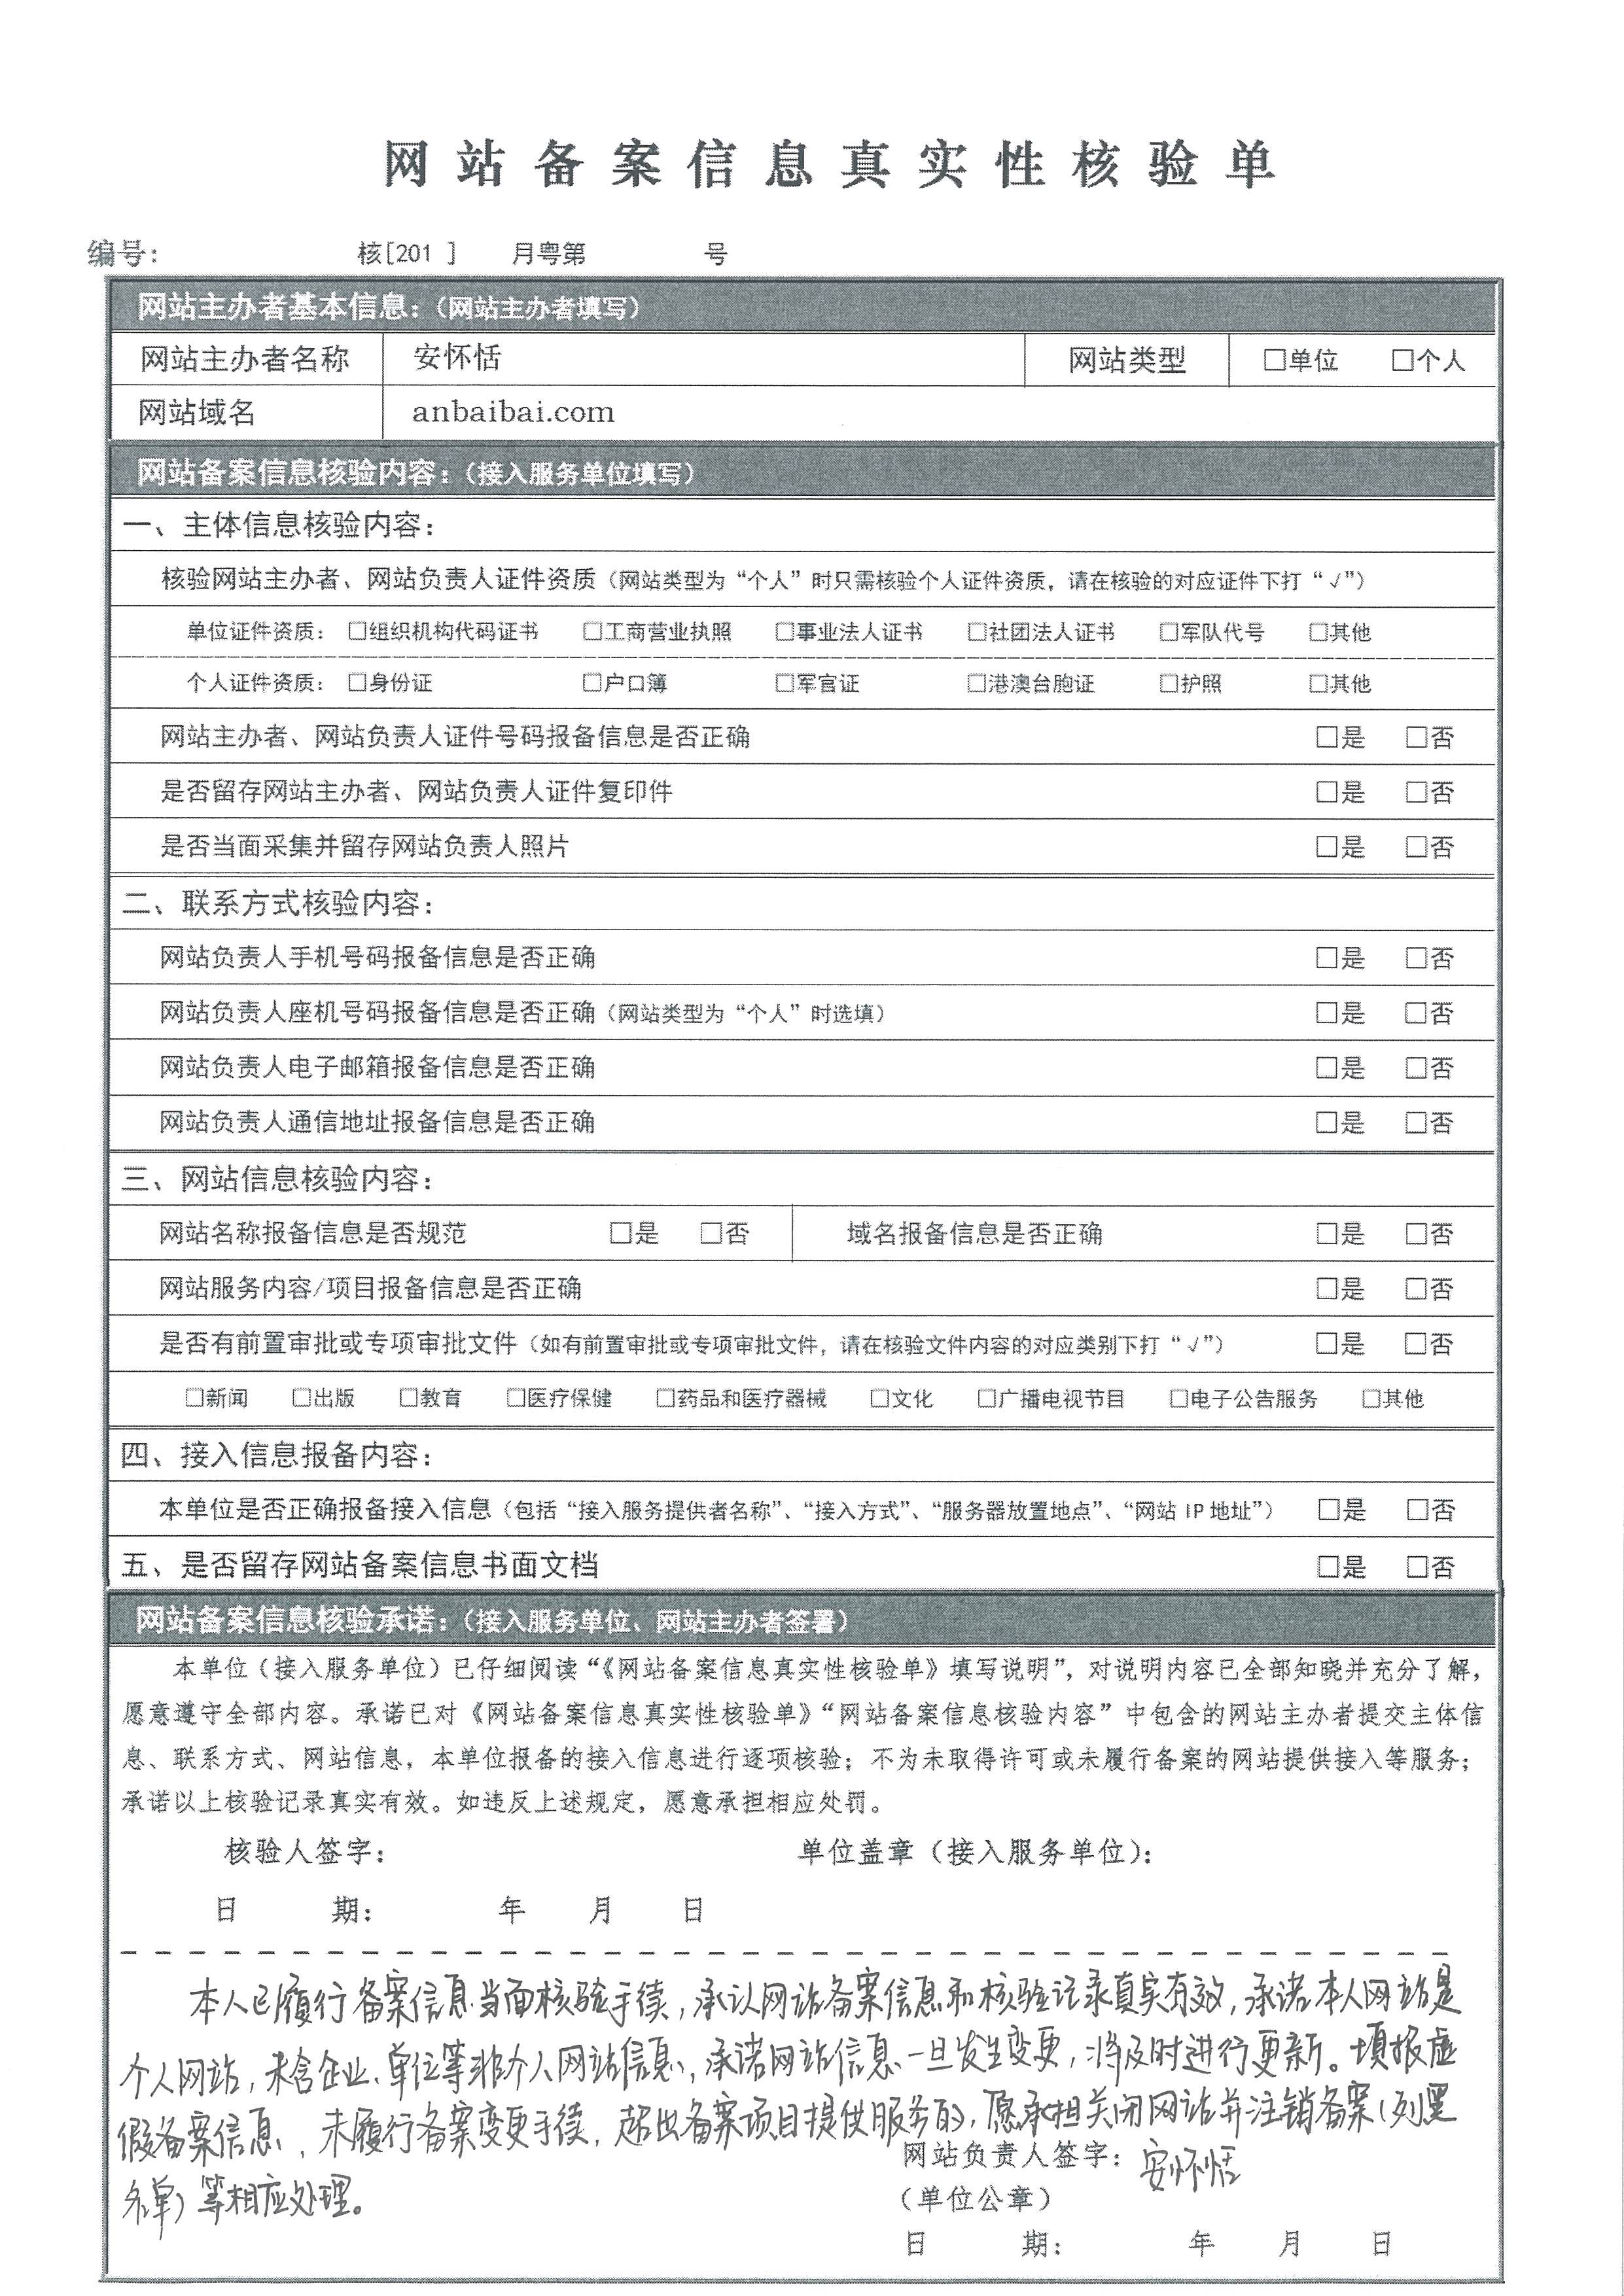 网站备案信息真实性核验单
编号： 核[201 ] 月粤第 号
网站主办者基本信息：（网站主办者填写）
网站主办者名称 安怀恬 网站类型 □单位 □个人
网站域名 anbaibai.com
网站备案信息核验内容：（接入服务单位填写）
一、主体信息核验内容：
核验网站主办者、网站负责人证件资质（网站类型为“个人”时只需核验个人证件资质，请在核验的对应证件下打“√”）
单位证件资质： □组织机构代码证书 □工商营业执照 □事业法人证书 □社团法人证书 □军队代号 □其他
个人证件资质： □身份证 □户口簿 □军官证 □港澳台胞证 □护照 □其他
网站主办者、网站负责人证件号码报备信息是否正确 □是 □否
是否留存网站主办者、网站负责人证件复印件 □是 □否
是否当面采集并留存网站负责人照片 □是 □否
二、联系方式核验内容：
网站负责人手机号码报备信息是否正确 □是 □否
网站负责人座机号码报备信息是否正确（网站类型为“个人”时选填） □是 □否
网站负责人电子邮箱报备信息是否正确 □是 □否
网站负责人通信地址报备信息是否正确 □是 □否
三、网站信息核验内容：
网站名称报备信息是否规范 □是 □否 域名报备信息是否正确 □是 □否
网站服务内容/项目报备信息是否正确 □是 □否
是否有前置审批或专项审批文件（如有前置审批或专项审批文件，请在核验文件内容的对应类别下打“√”） □是 □否
□新闻 □出版 □教育 □医疗保健 □药品和医疗器械 □文化 □广播电视节目 □电子公告服务 □其他
四、接入信息报备内容：
本单位是否正确报备接入信息（包括“接入服务提供者名称”、“接入方式”、“服务器放置地点”、“网站 IP 地址”） □是 □否
五、是否留存网站备案信息书面文档 □是 □否
网站备案信息核验承诺：（接入服务单位、网站主办者签署）
本单位（接入服务单位）已仔细阅读“《网站备案信息真实性核验单》填写说明”，对说明内容已全部知晓并充分了解，
愿意遵守全部内容。承诺已对《网站备案信息真实性核验单》“网站备案信息核验内容”中包含的网站主办者提交主体信
息、联系方式、网站信息，本单位报备的接入信息进行逐项核验；不为未取得许可或未履行备案的网站提供接入等服务；
承诺以上核验记录真实有效。如违反上述规定，愿意承担相应处罚。
核验人签字： 单位盖章（接入服务单位）：
日 期： 年 月 日
本人已履行备案信息当面核验手续，承认网站备案信息和核验记录真实有效，承诺本人网站是
个人网站，未含企业、单位等非个人网站信息，承诺网站信息一旦发生变更，将及时进行更新。填报虚
假备案信息、未履行备案变更手续，超出备案项目提供服务的，愿承担关闭网站并注销备案（列黑
名单）等相应处理。
网站负责人签字：安怀恬
（单位公章）
日 期： 年 月 日